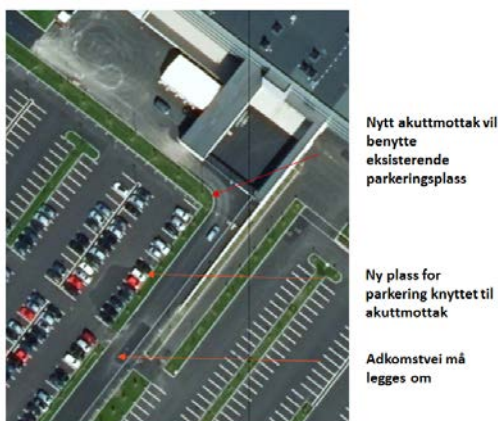 Nytt akuttmottak vil
benytte
eksisterende
parkeringsplass
Ny plass for
parkering knyttet til
akuttmottak
Adkomstvei må
legges om